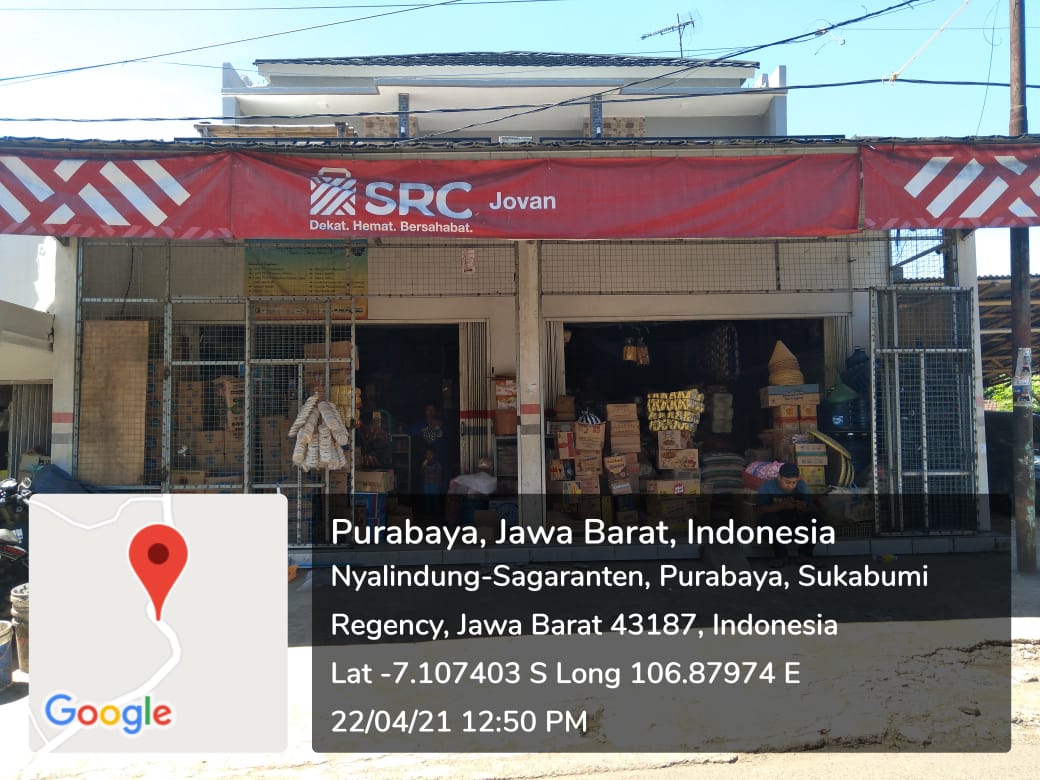 SRC Jovan
Dekat. Hemat. Bersahabat.
Purabaya, Jawa Barat, Indonesia
Nyalindung-Sagaranten, Purabaya, Sukabumi
Regency, Jawa Barat 43187, Indonesia
Lat -7.107403 S Long 106.87974 E
22/04/21 12:50 PM
Google